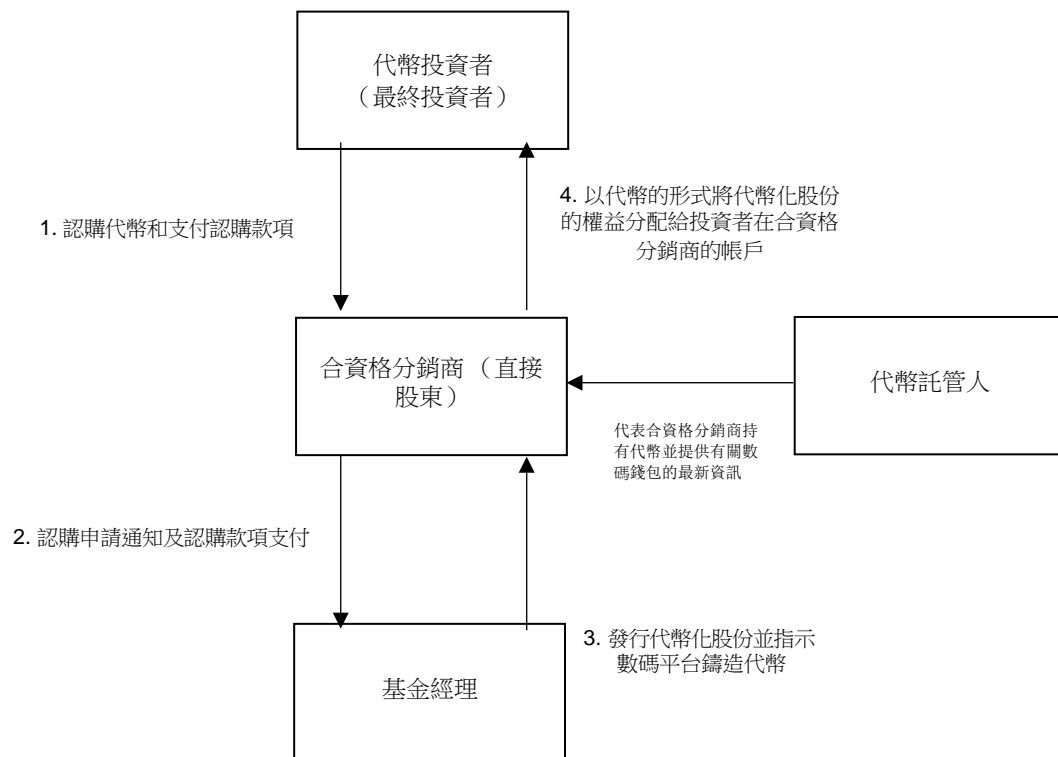 代幣投資者
（最終投資者）
1. 認購代幣和支付認購款項
4. 以代幣的形式將代幣化股份
的權益分配給投資者在合資格
分銷商的帳戶
合資格分銷商 （直接
股東）
代幣託管人
代表合資格分銷商持
有代幣並提供有關數
碼錢包的最新資訊
2. 認購申請通知及認購款項支付
3. 發行代幣化股份並指示
數碼平台鑄造代幣
基金經理